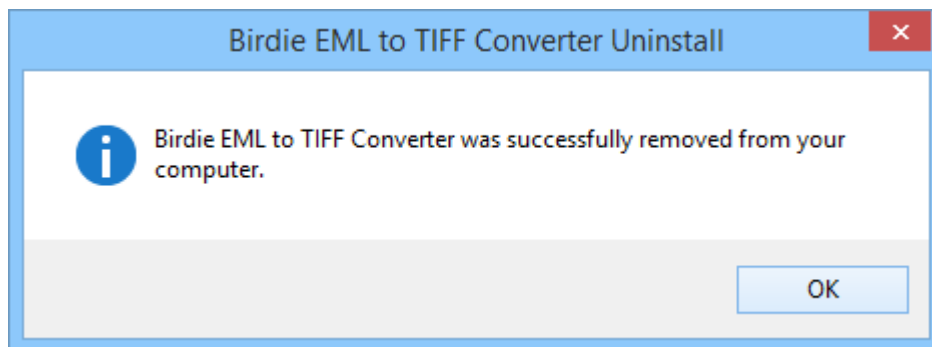 Birdie EML to TIFF Converter Uninstall
Birdie EML to TIFF Converter was successfully removed from your
computer.
OK